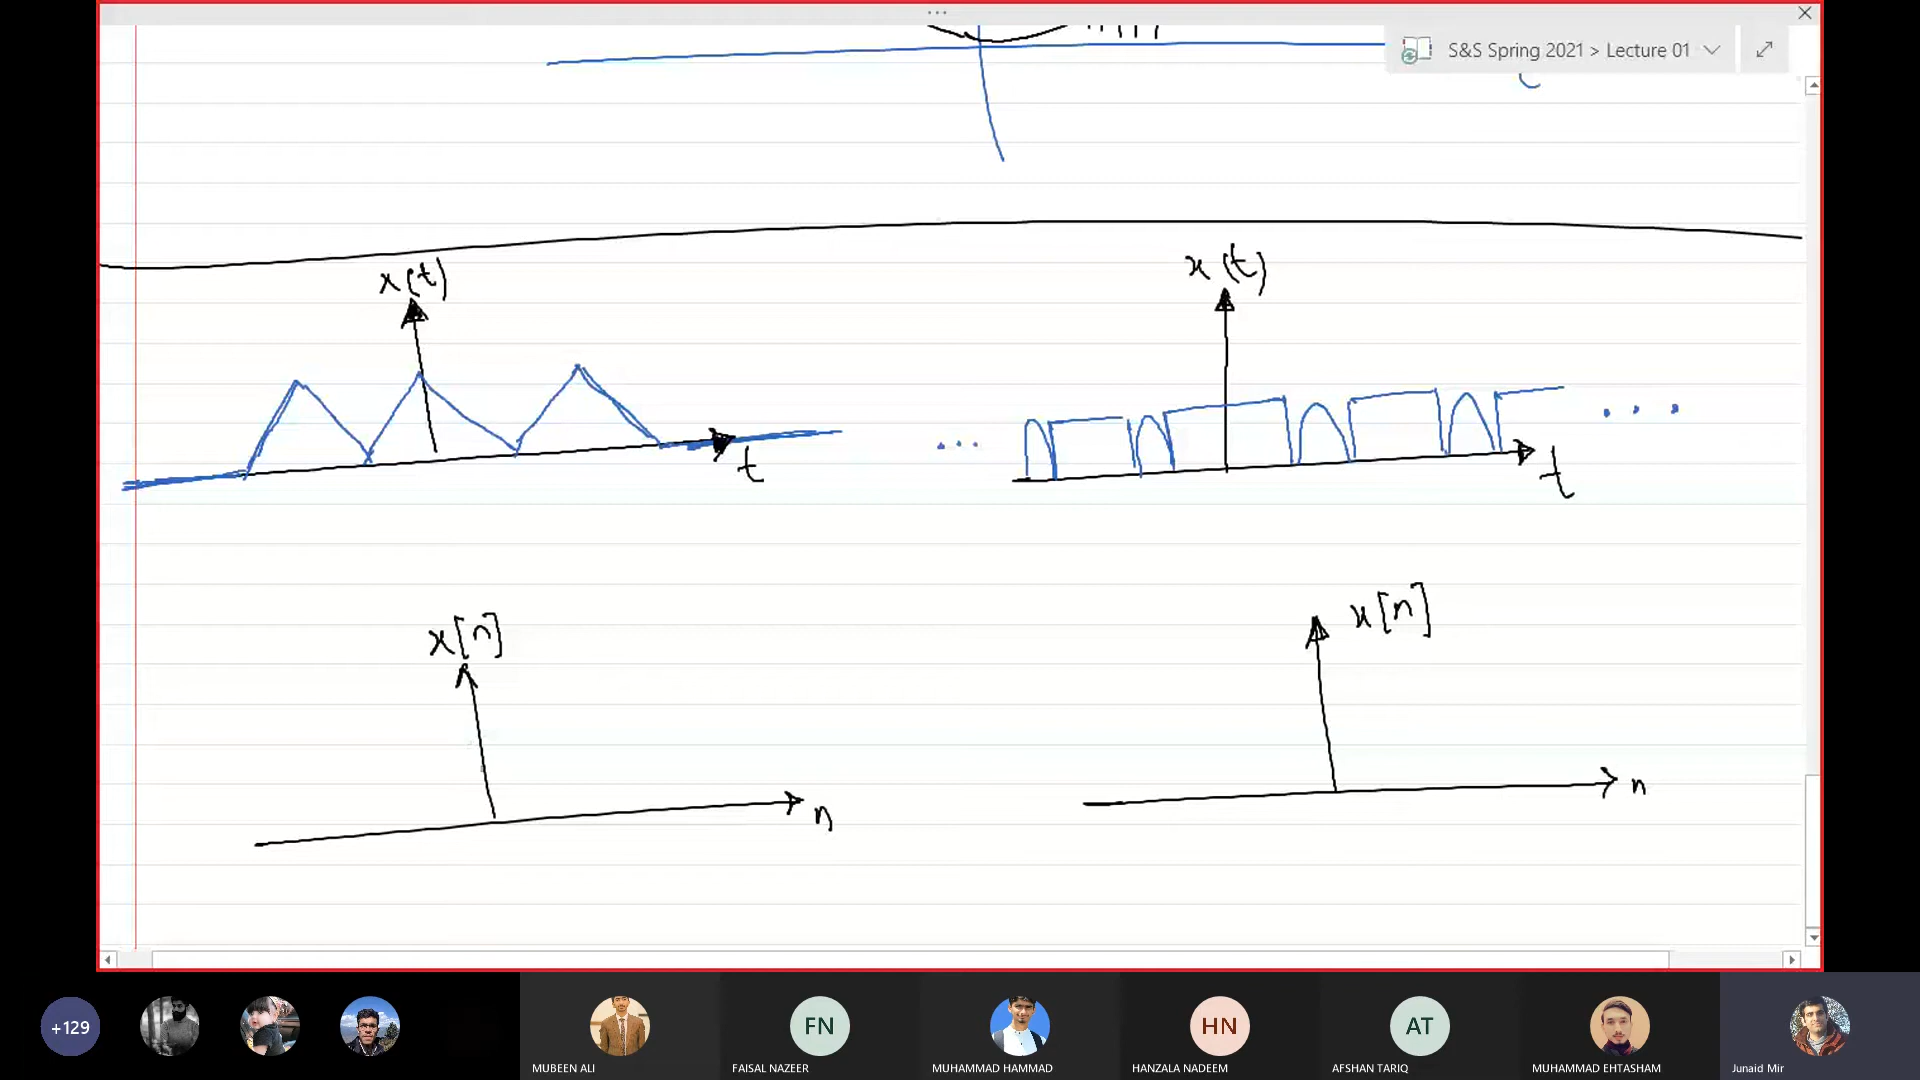 S&S Spring 2021 > Lecture 01
x(t)
x(t)
t
t
x[n]
x[n]
n
n
+129
FN
HN
AT
MUBEEN ALI
FAISAL NAZEER
MUHAMMAD HAMMAD
HANZALA NADEEM
AFSHAN TARIQ
MUHAMMAD EHTASHAM
Junaid Mir